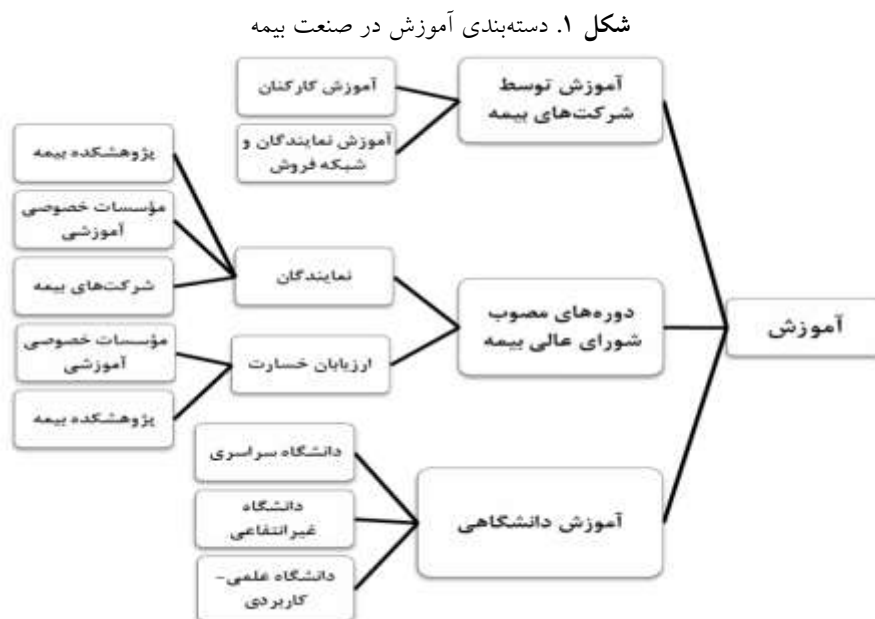 شکل ۱. دسته‌بندی آموزش در صنعت بیمه
آموزش
آموزش توسط
شرکت‌های بیمه
آموزش کارکنان
آموزش نمایندگان و
شبکه فروش
دوره‌های مصوب
شورای عالی بیمه
نمایندگان
پژوهشکده بیمه
مؤسسات خصوصی
آموزشی
شرکت‌های بیمه
ارزیابان خسارت
مؤسسات خصوصی
آموزشی
پژوهشکده بیمه
آموزش دانشگاهی
دانشگاه سراسری
دانشگاه
غیرانتفاعی
دانشگاه علمی-
کاربردی